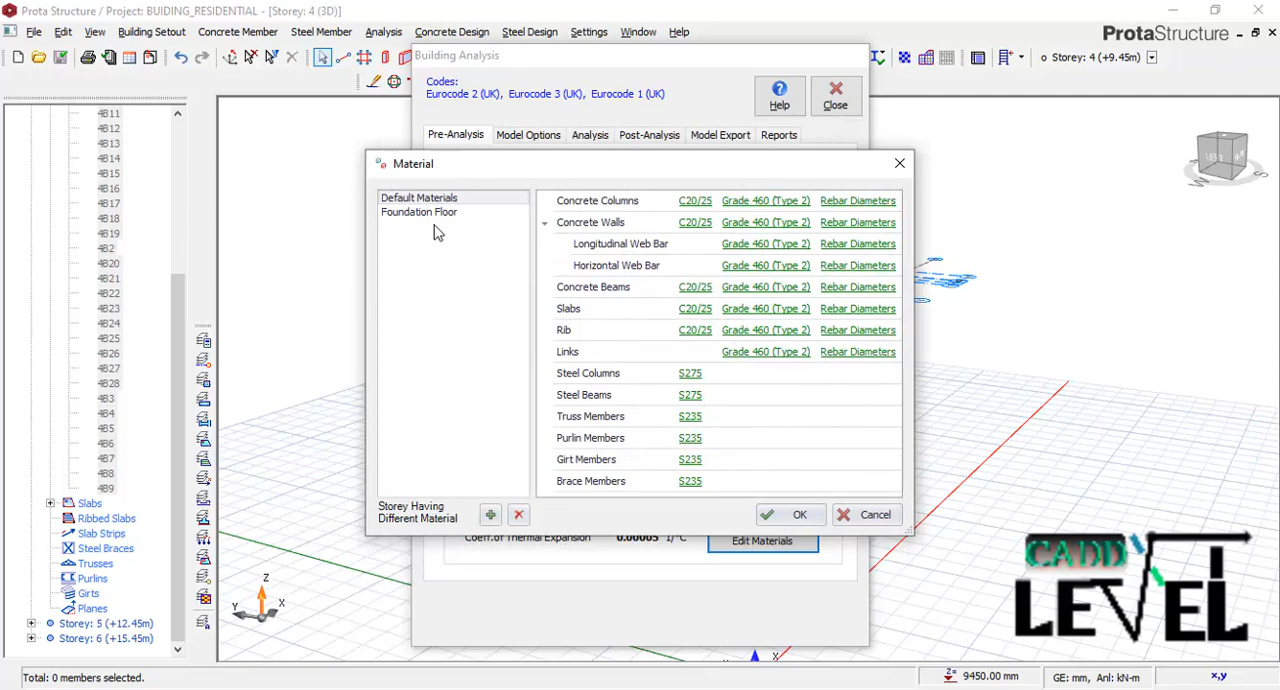 Prota Structure / Project: BUIDING_RESIDENTIAL - [Storey: 4 (3D)]
File Edit View Building Setout Concrete Member Steel Member Analysis Concrete Design Steel Design Settings Window Help
ProtaStructure
Storey: 4 (+9.45m)
Building Analysis
Codes:
Eurocode 2 (UK), Eurocode 3 (UK), Eurocode 1 (UK)
Help
Close
Pre-Analysis Model Options Analysis Post-Analysis Model Export Reports
Material
Default Materials
Foundation Floor
Concrete Columns C20/25 Grade 460 (Type 2) Rebar Diameters
Concrete Walls C20/25 Grade 460 (Type 2) Rebar Diameters
Longitudinal Web Bar Grade 460 (Type 2) Rebar Diameters
Horizontal Web Bar Grade 460 (Type 2) Rebar Diameters
Concrete Beams C20/25 Grade 460 (Type 2) Rebar Diameters
Slabs C20/25 Grade 460 (Type 2) Rebar Diameters
Rib C20/25 Grade 460 (Type 2) Rebar Diameters
Links Grade 460 (Type 2) Rebar Diameters
Steel Columns S275
Steel Beams S275
Truss Members S235
Purlin Members S235
Girt Members S235
Brace Members S235
Storey Having
Different Material
OK
Cancel
Coeff.of Thermal Expansion 0.00005 1/°C
Edit Materials
4B11
4B12
4B13
4B14
4B15
4B16
4B17
4B18
4B19
4B2
4B20
4B21
4B22
4B23
4B24
4B25
4B26
4B27
4B28
4B3
4B4
4B5
4B6
4B7
4B8
4B9
Slabs
Ribbed Slabs
Slab Strips
Steel Braces
Trusses
Purlins
Girts
Planes
Storey: 5 (+12.45m)
Storey: 6 (+15.45m)
Z
Y
X
X
CADD
LEVEL
Total: 0 members selected.
Z= 9450.00 mm
GE: mm, Anl: kN-m
x,y